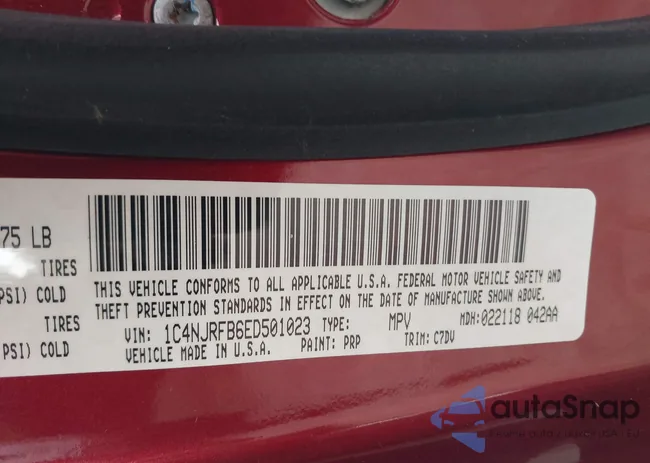 75 LB
TIRES
PSI) COLD
TIRES
PSI) COLD
THIS VEHICLE CONFORMS TO ALL APPLICABLE U.S.A. FEDERAL MOTOR VEHICLE SAFETY AND
THEFT PREVENTION STANDARDS IN EFFECT ON THE DATE OF MANUFACTURE SHOWN ABOVE.
VIN: 1C4NJRFB6ED501023 TYPE: MPV MDH:022118 042AA
VEHICLE MADE IN U.S.A. PAINT: PRP TRIM: C7DV
autaSnap